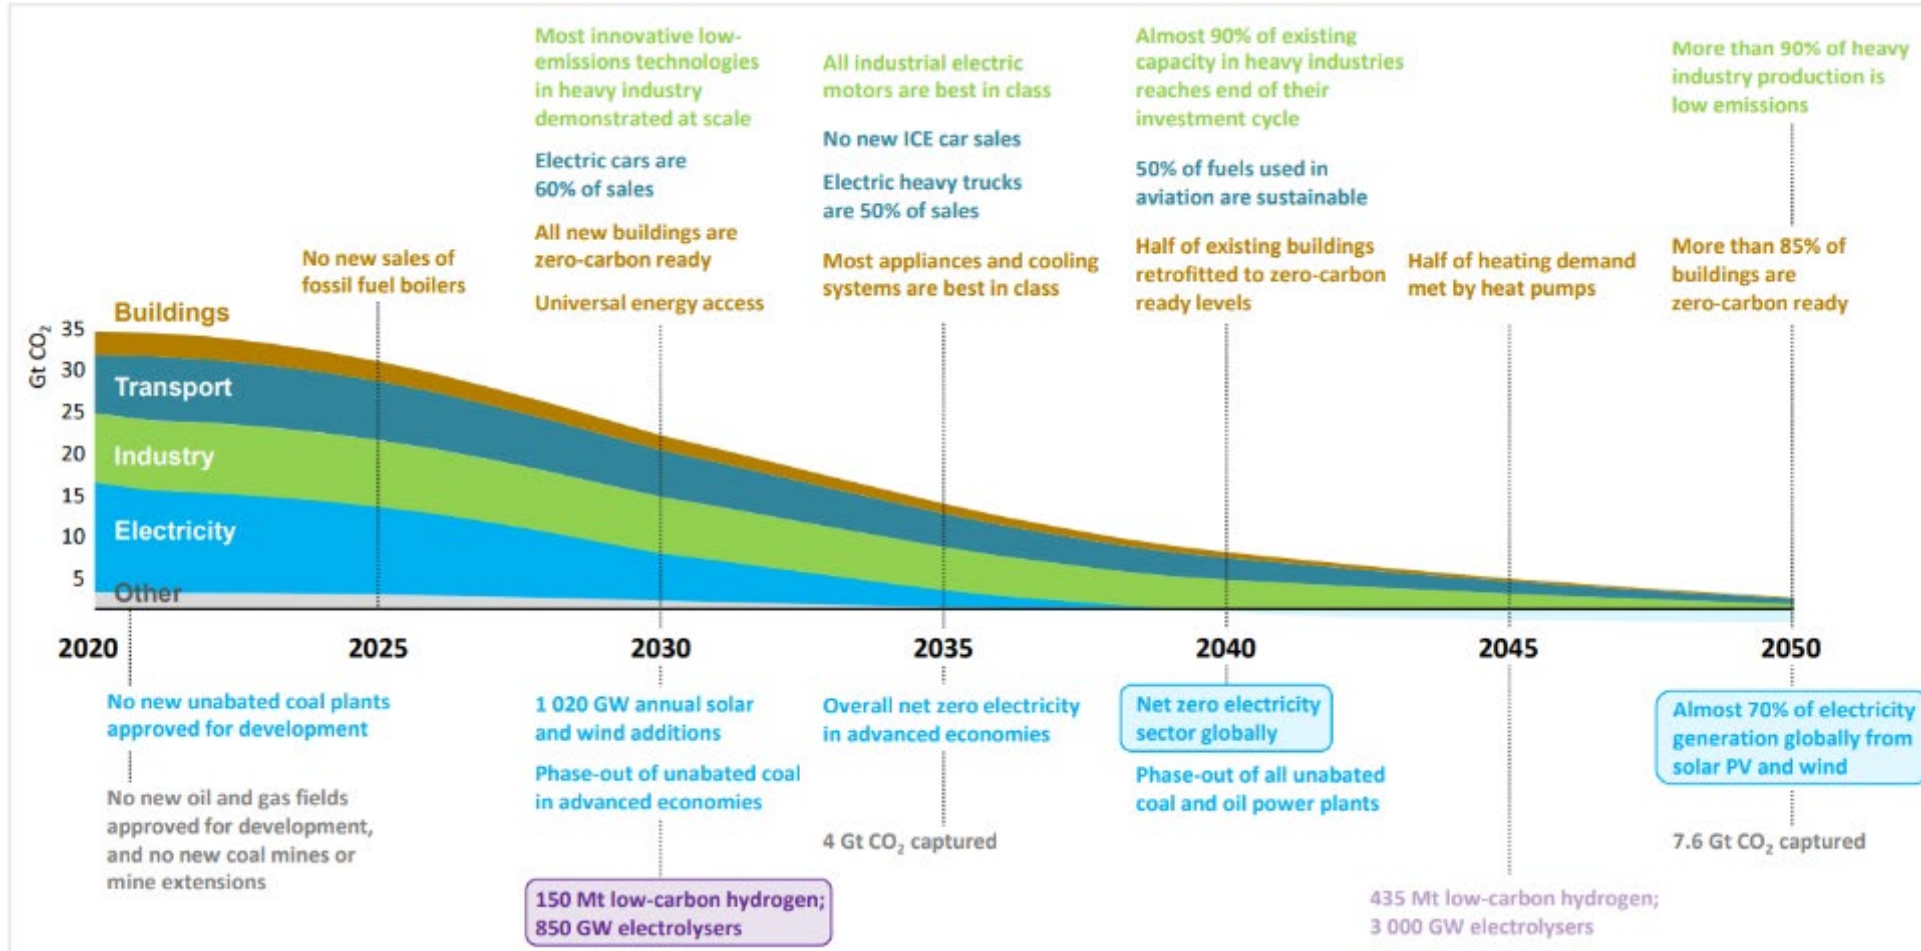 Most innovative low-
emissions technologies
in heavy industry
demonstrated at scale
Electric cars are
60% of sales
All new buildings are
zero-carbon ready
Universal energy access
All industrial electric
motors are best in class
No new ICE car sales
Electric heavy trucks
are 50% of sales
Most appliances and cooling
systems are best in class
Almost 90% of existing
capacity in heavy industries
reaches end of their
investment cycle
50% of fuels used in
aviation are sustainable
Half of existing buildings
retrofitted to zero-carbon
ready levels
Half of heating demand
met by heat pumps
More than 90% of heavy
industry production is
low emissions
More than 85% of
buildings are
zero-carbon ready
No new sales of
fossil fuel boilers
Gt CO₂
35
30
25
20
15
10
5
Buildings
Transport
Industry
Electricity
Other
2020 2025 2030 2035 2040 2045 2050
No new unabated coal plants
approved for development
No new oil and gas fields
approved for development,
and no new coal mines or
mine extensions
1 020 GW annual solar
and wind additions
Phase-out of unabated coal
in advanced economies
150 Mt low-carbon hydrogen;
850 GW electrolysers
Overall net zero electricity
in advanced economies
4 Gt CO₂ captured
Net zero electricity
sector globally
Phase-out of all unabated
coal and oil power plants
435 Mt low-carbon hydrogen;
3 000 GW electrolysers
Almost 70% of electricity
generation globally from
solar PV and wind
7.6 Gt CO₂ captured